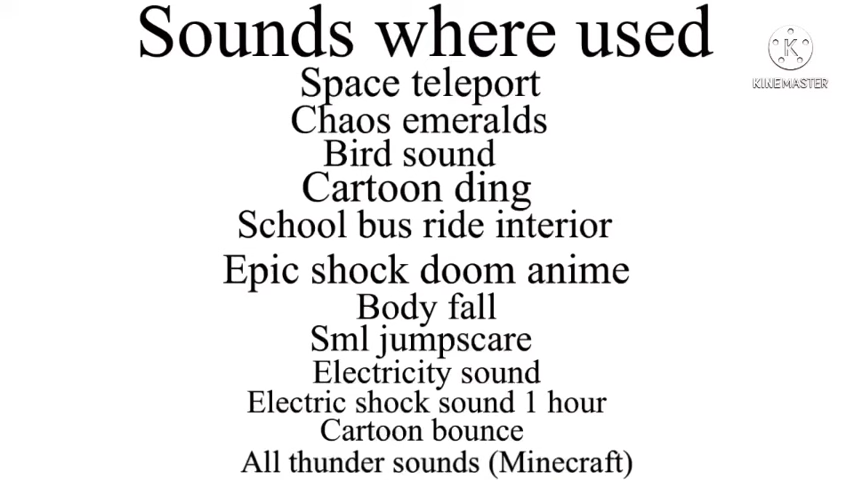 Sounds where used
K
KINEMASTER
Space teleport
Chaos emeralds
Bird sound
Cartoon ding
School bus ride interior
Epic shock doom anime
Body fall
Sml jumpscare
Electricity sound
Electric shock sound 1 hour
Cartoon bounce
All thunder sounds (Minecraft)